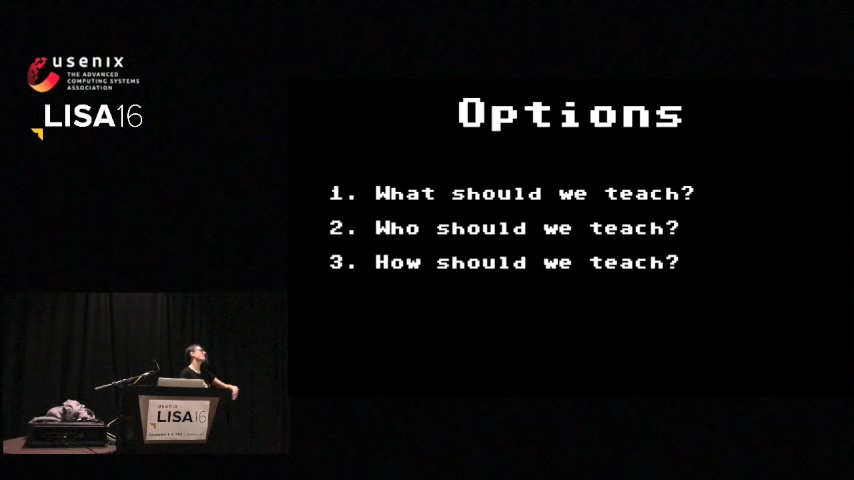 usenix
THE ADVANCED
COMPUTING SYSTEMS
ASSOCIATION
LISA16
Options
1. What should we teach?
2. Who should we teach?
3. How should we teach?
usenix
LISA16